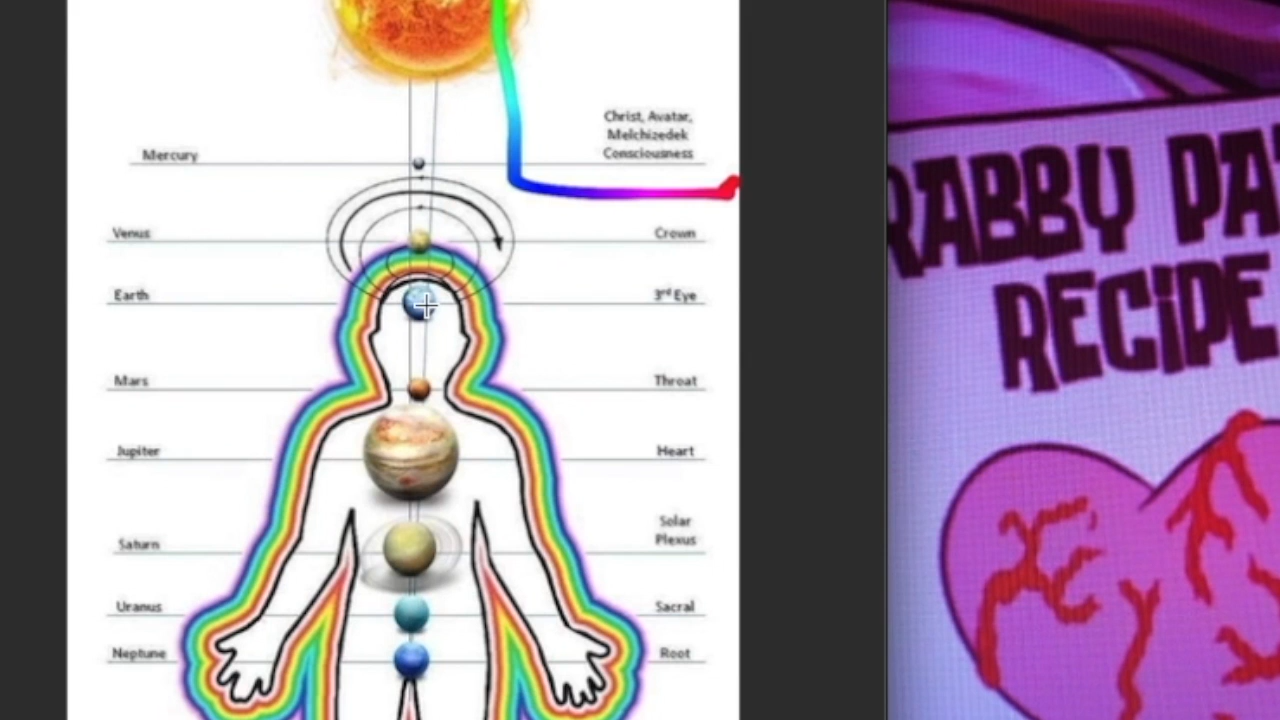 Christ, Avatar,
Melchizedek
Consciousness
Mercury
Venus
Crown
Earth
3rd Eye
Mars
Throat
Jupiter
Heart
Solar
Plexus
Saturn
Uranus
Sacral
Neptune
Root
RABBY PA
RECIPE